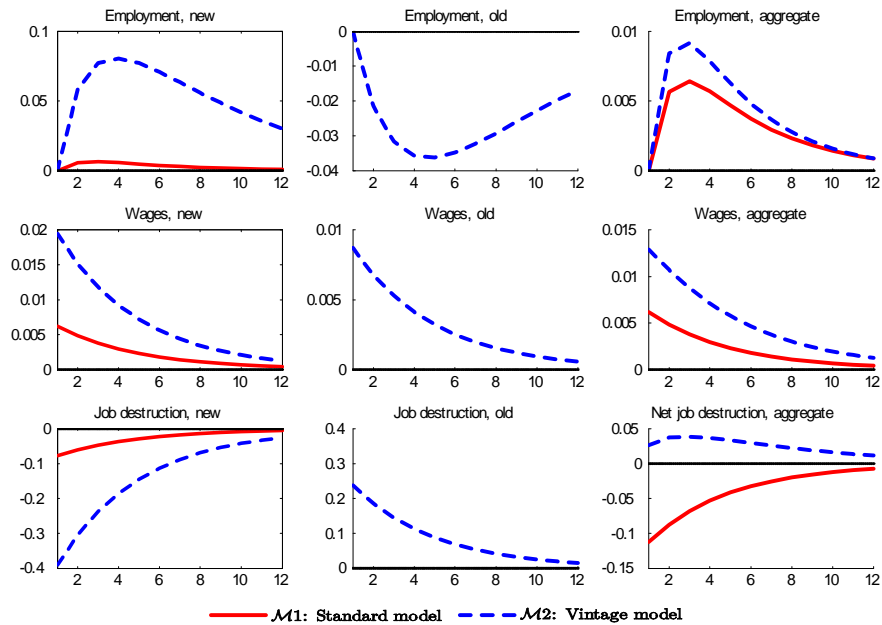 Employment, new
Employment, old
Employment, aggregate
0.1
0.05
0
2 4 6 8 10 12
0
-0.01
-0.02
-0.03
-0.04
2 4 6 8 10 12
0.01
0.005
0
2 4 6 8 10 12
Wages, new
Wages, old
Wages, aggregate
0.02
0.015
0.01
0.005
0
2 4 6 8 10 12
0.01
0.005
0
2 4 6 8 10 12
0.015
0.01
0.005
0
2 4 6 8 10 12
Job destruction, new
Job destruction, old
Net job destruction, aggregate
0
-0.1
-0.2
-0.3
-0.4
2 4 6 8 10 12
0.4
0.3
0.2
0.1
0
2 4 6 8 10 12
0.05
0
-0.05
-0.1
-0.15
2 4 6 8 10 12
ℳ1: Standard model
ℳ2: Vintage model